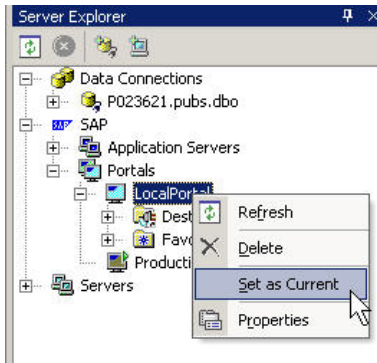 Server Explorer
Data Connections
P023621.pubs.dbo
SAP
Application Servers
Portals
LocalPortal
Dest
Favo
Producti
Servers
Refresh
Delete
Set as Current
Properties